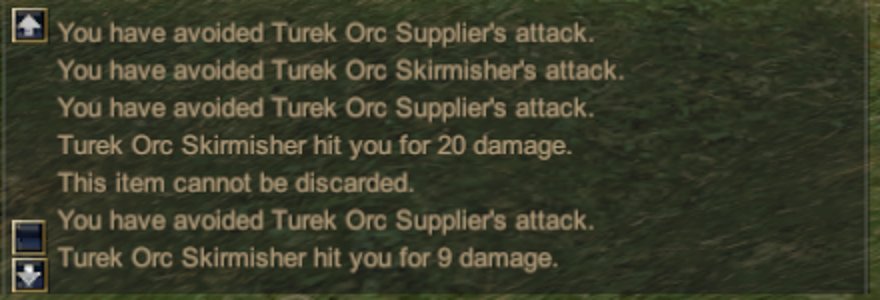 You have avoided Turek Orc Supplier's attack.
You have avoided Turek Orc Skirmisher's attack.
You have avoided Turek Orc Supplier's attack.
Turek Orc Skirmisher hit you for 20 damage.
This item cannot be discarded.
You have avoided Turek Orc Supplier's attack.
Turek Orc Skirmisher hit you for 9 damage.